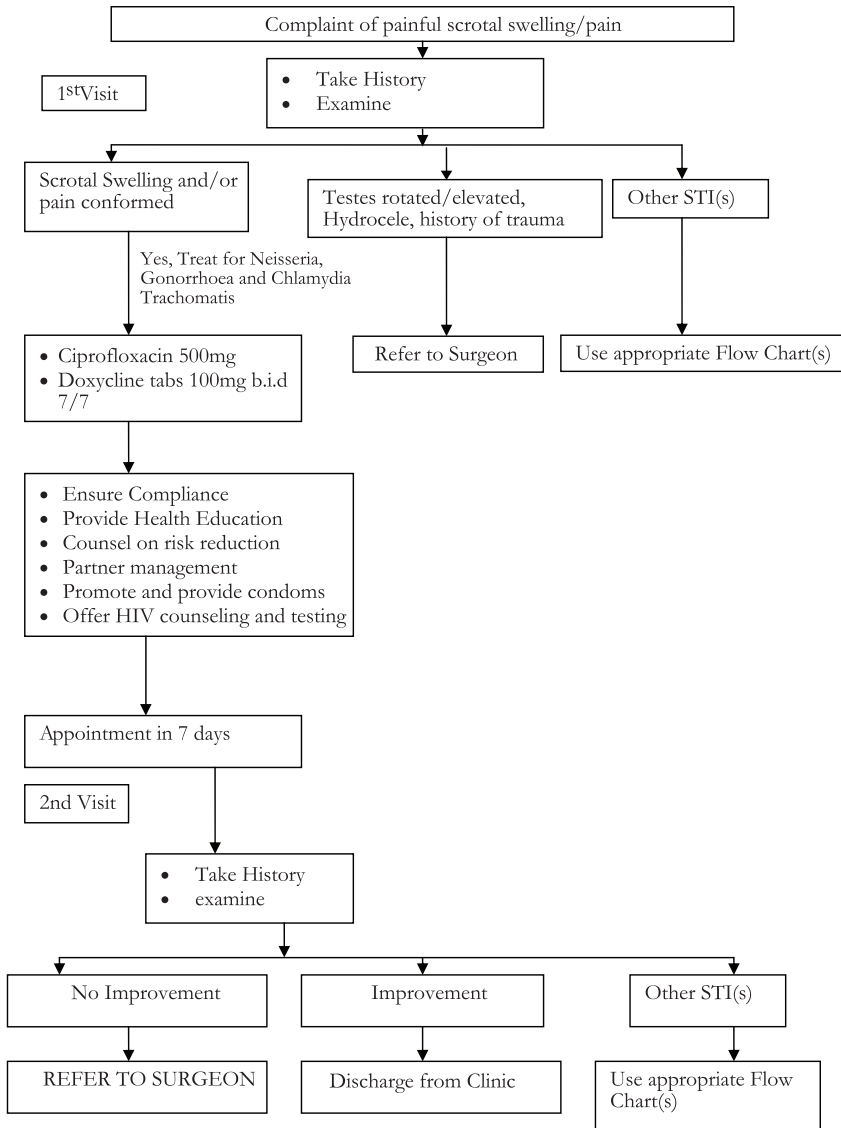 Complaint of painful scrotal swelling/pain
1stVisit
• Take History
• Examine
Scrotal Swelling and/or
pain conformed
Testes rotated/elevated,
Hydrocele, history of trauma
Other STI(s)
Yes, Treat for Neisseria,
Gonorrhoea and Chlamydia
Trachomatis
• Ciprofloxacin 500mg
• Doxycline tabs 100mg b.i.d
7/7
Refer to Surgeon
Use appropriate Flow Chart(s)
• Ensure Compliance
• Provide Health Education
• Counsel on risk reduction
• Partner management
• Promote and provide condoms
• Offer HIV counseling and testing
Appointment in 7 days
2nd Visit
• Take History
• examine
No Improvement
Improvement
Other STI(s)
REFER TO SURGEON
Discharge from Clinic
Use appropriate Flow
Chart(s)